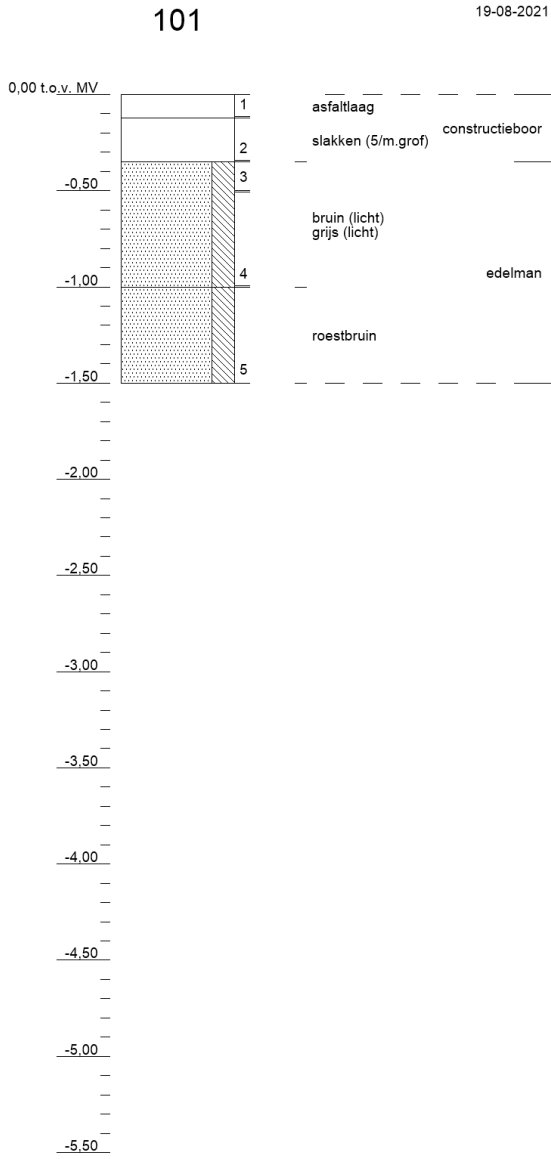 101
19-08-2021
0,00 t.o.v. MV
1
asfaltlaag
constructieboor
2
slakken (5/m.grof)
3
-0,50
bruin (licht)
grijs (licht)
4
edelman
-1,00
roestbruin
5
-1,50
-2,00
-2,50
-3,00
-3,50
-4,00
-4,50
-5,00
-5,50